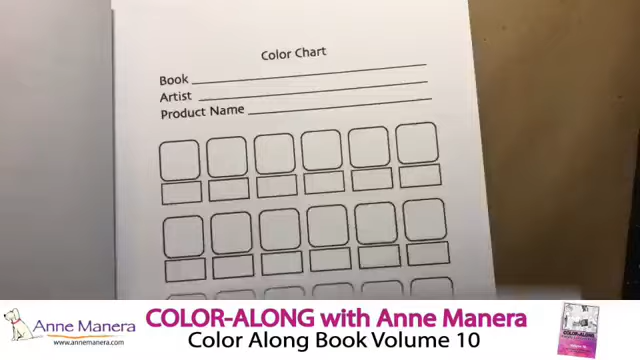 Color Chart
Book
Artist
Product Name
Anne Manera
www.annemanera.com
COLOR-ALONG with Anne Manera
Color Along Book Volume 10
COLOR-ALONG